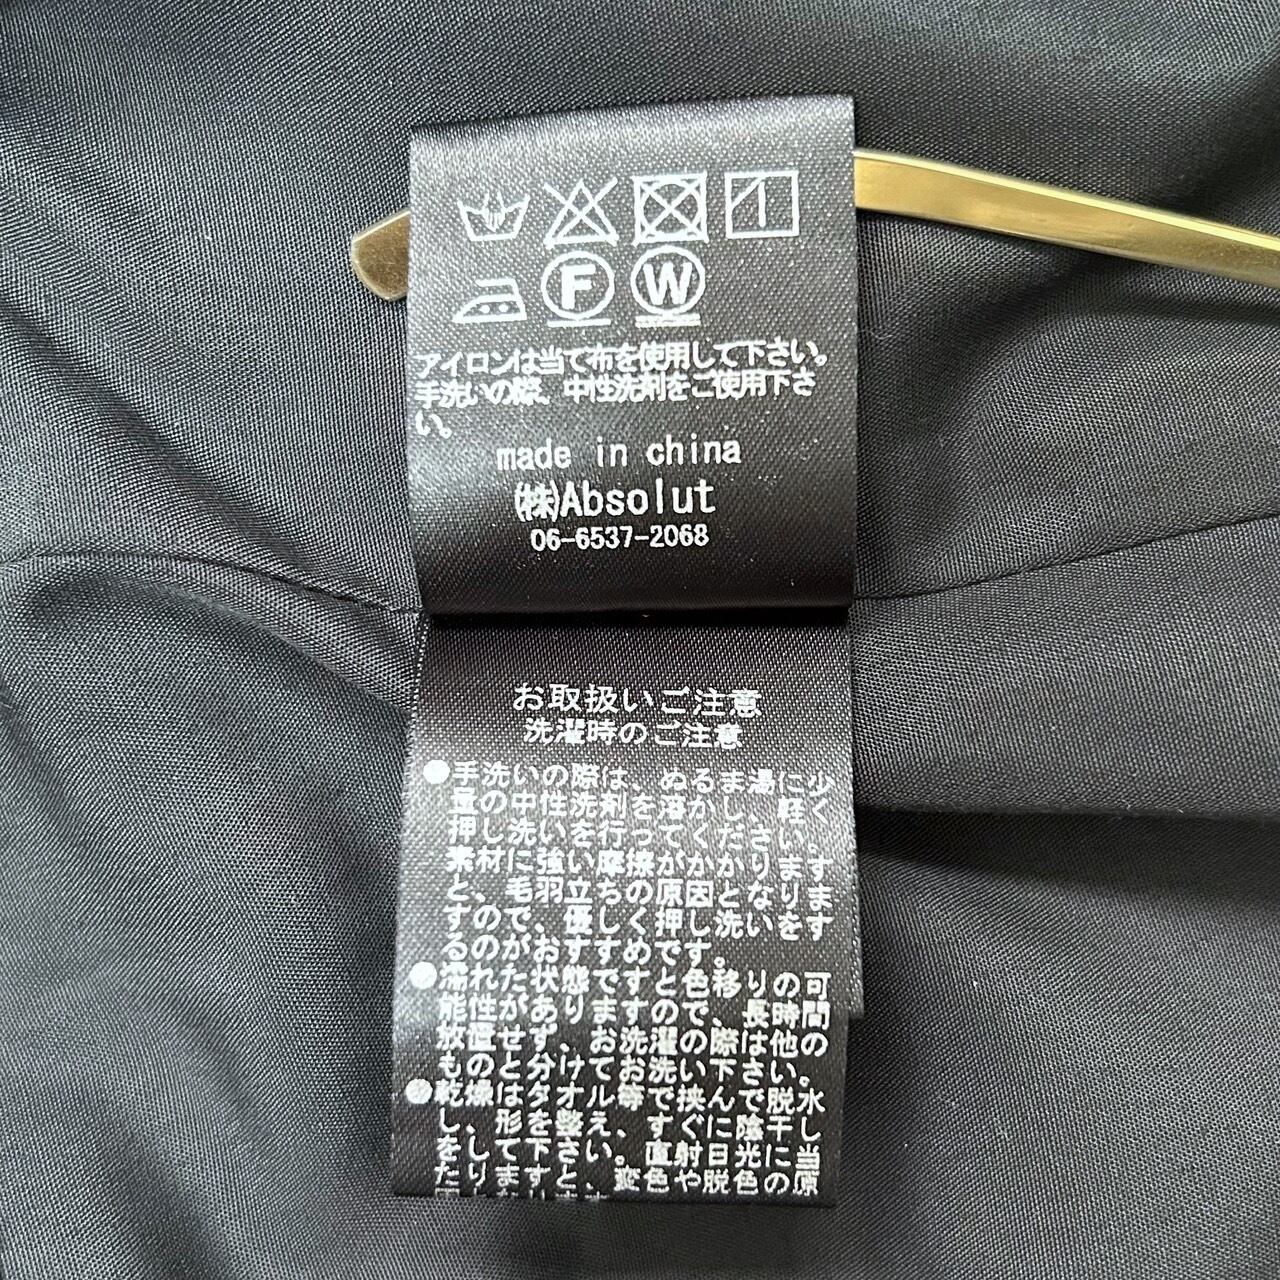 F W
アイロンは当て布を使用して下さい。
手洗いの際、中性洗剤をご使用下さ
い。
made in china
㈱Absolut
06-6537-2068
お取扱いご注意
洗濯時のご注意
●手洗いの際は、ぬるま湯に少
量の中性洗剤を溶かし、軽く
押し洗いを行ってください。
素材に強い摩擦がかかりますす
と、毛羽立ちの原因となりま
すので、優しく押し洗いをす
るのがおすすめです。
●濡れた状態ですと色移りの可
能性がありますので、長時間
放置せず、お洗濯の際は他の
ものと分けてお洗い下さい。
●乾燥はタオル等で挟んで脱水
し、形を整え、すぐに陰干し
をして下さい。直射日光に当
たりますと、変色や脱色の原